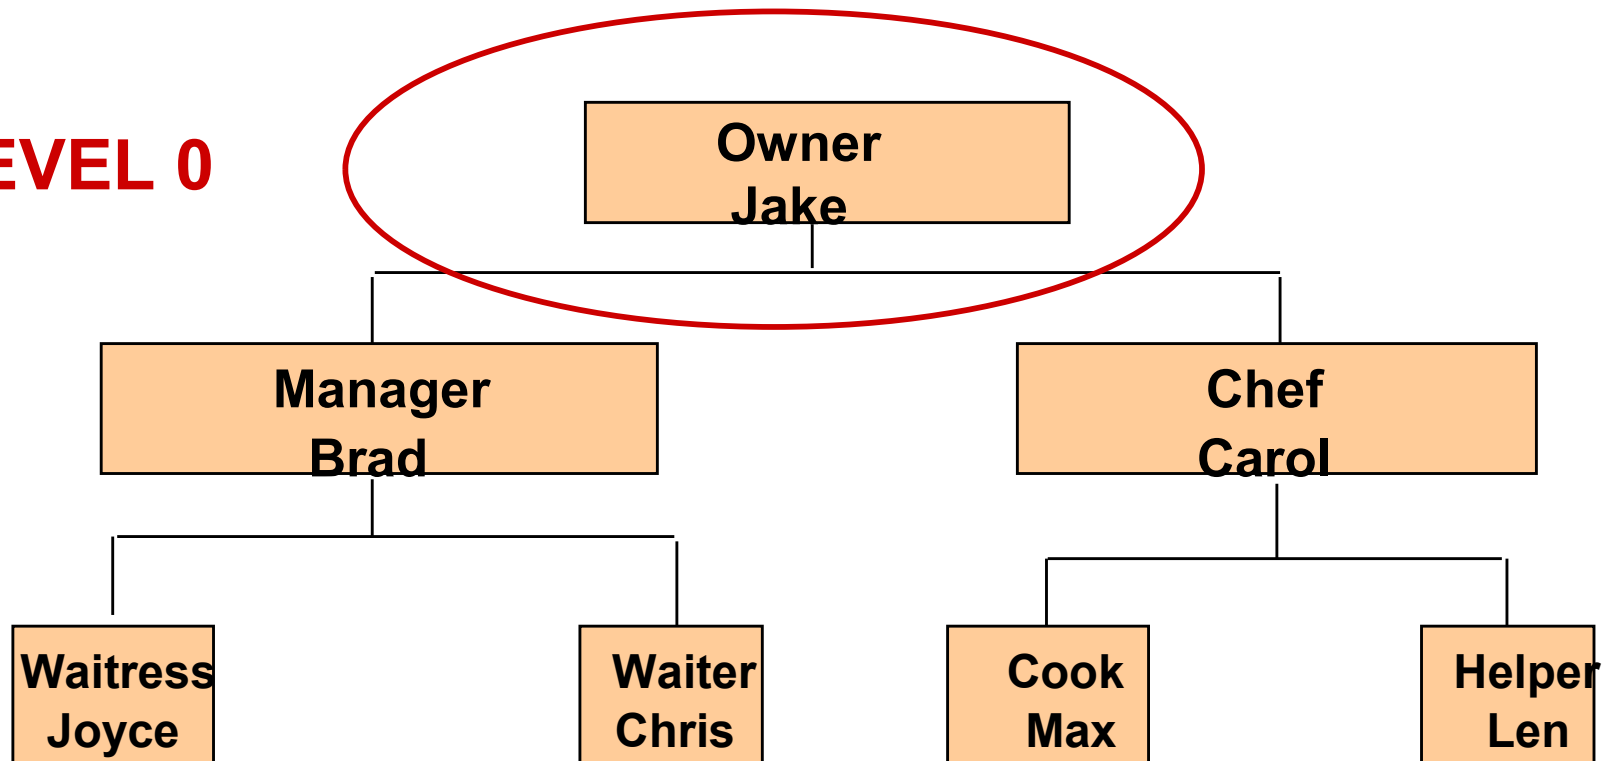 EVEL 0
Owner
Jake
Manager
Brad
Chef
Carol
Waitress
Joyce
Waiter
Chris
Cook
Max
Helper
Len